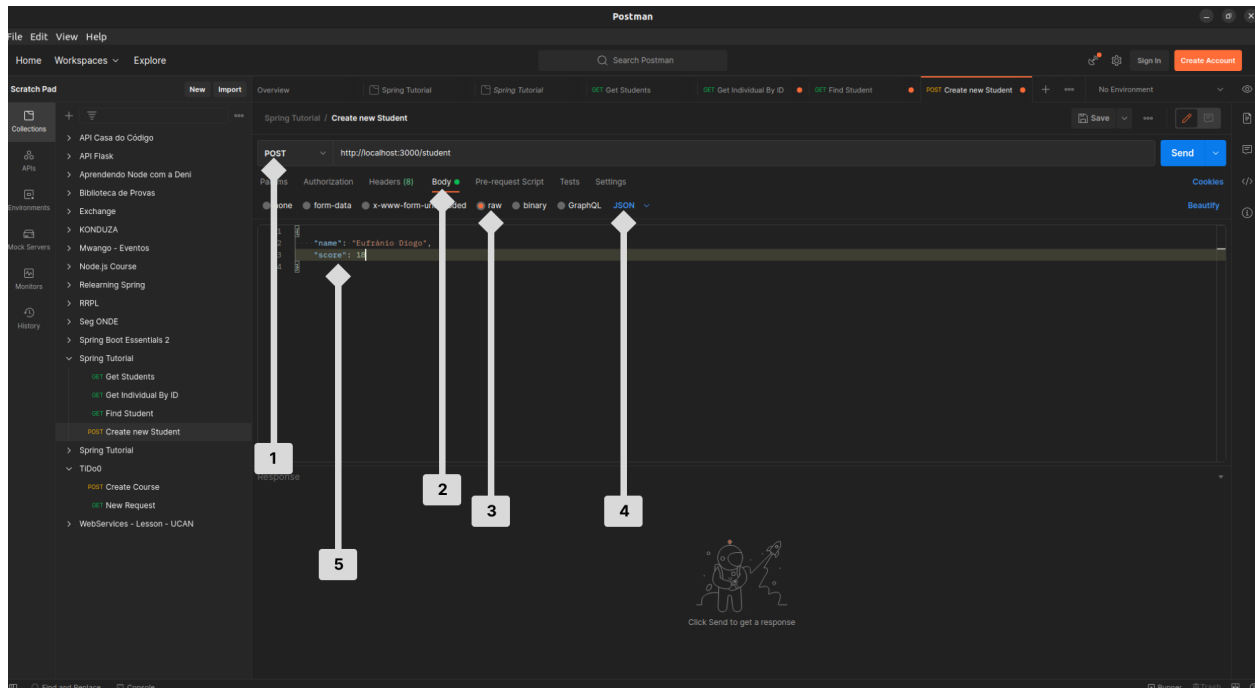 Postman
File Edit View Help
Home Workspaces Explore
Search Postman
Sign In
Create Account
Scratch Pad
New Import
Overview
Spring Tutorial
Spring Tutorial
GET Get Students
GET Get Individual By ID
GET Find Student
POST Create new Student
No Environment
Collections
APIs
Environments
Mock Servers
Monitors
History
API Casa do Código
API Flask
Aprendendo Node com a Deni
Biblioteca de Provas
Exchange
KONDUZA
Mwango - Eventos
Node.js Course
Relearning Spring
RRPL
Seg ONDE
Spring Boot Essentials 2
Spring Tutorial
GET Get Students
GET Get Individual By ID
GET Find Student
POST Create new Student
Spring Tutorial
TIDo0
POST Create Course
GET New Request
WebServices - Lesson - UCAN
Spring Tutorial / Create new Student
Save
POST
http://localhost:3000/student
Send
Authorization Headers (8) Body Pre-request Script Tests Settings
Cookies
form-data raw binary GraphQL JSON
Beautify
1 {
2 "name": "Eufránio Diogo",
3 "score": 18
4 }
1
2
3
4
5
Response
Click Send to get a response
Find and Replace Console
Runner Trash